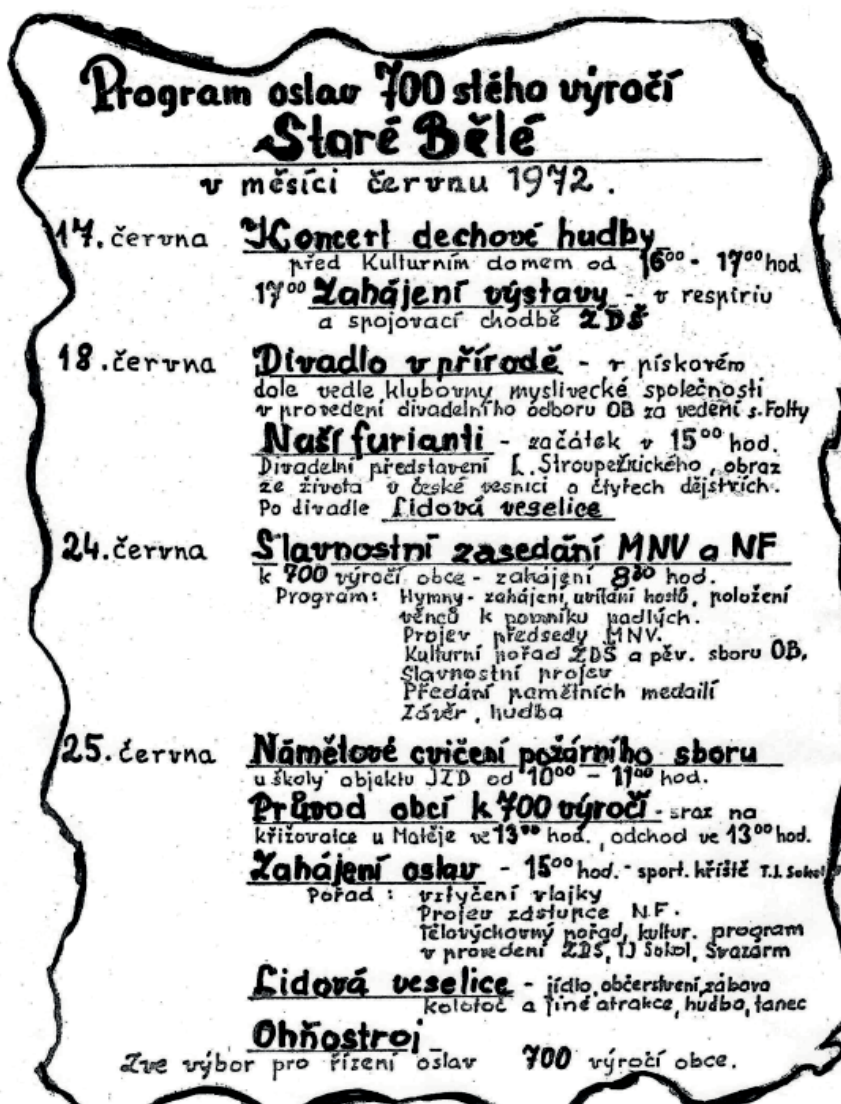 Program oslav 700 stého výročí
Staré Bělé
v měsíci červnu 1972.
17. června Koncert dechové hudby
před Kulturním domem od 16⁰⁰ - 17⁰⁰ hod
17⁰⁰ Zahájení výstavy - v respiriu
a spojovací chodbě ZDŠ
18. června Divadlo v přírodě - v pískovém
dole vedle klubovny myslivecké společnosti
v provedení divadelního odboru OB za vedení s. Folty
Naší furianti - začátek v 15⁰⁰ hod.
Divadelní představení L. Stroupežnického, obraz
ze života v české vesnici o čtyřech dějstvích.
Po divadle Lidová veselice
24. června Slavnostní zasedání MNV a NF
k 700 výročí obce - zahájení 8³⁰ hod.
Program: Hymny - zahájení, uvítání hostů, položení
věnců k pomníku padlých.
Projev předsedy MNV.
Kulturní pořad ZDŠ a pěv. sboru OB.
Slavnostní projev
Předání pamětních medailí
Závěr, hudba
25. června Námětové cvičení požárního sboru
u školy objektu JZD od 10⁰⁰ - 11⁰⁰ hod.
Průvod obcí k 700 výročí - sraz na
křižovatce u Matěje ve 13⁰⁰ hod., odchod ve 13⁰⁰ hod.
Zahájení oslav - 15⁰⁰ hod. - sport. hřiště T.J. Sokol
Pořad: vztyčení vlajky
Projev zástupce N.F.
Tělovýchovný pořad, kultur. program
v provedení ZDŠ, TJ Sokol, Svazarm
Lidová veselice - jídlo, občerstvení, zábava
kolotoč a jiné atrakce, hudba, tanec
Ohňostroj
Zve výbor pro řízení oslav 700 výročí obce.